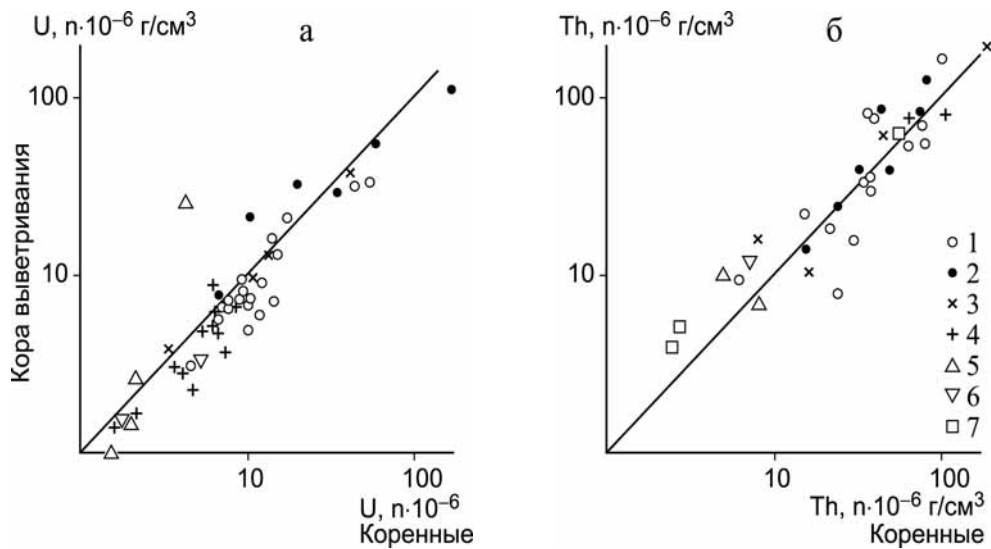 U, n·10⁻⁶ г/см³
а
100
10
Кора выветривания
10
100
U, n·10⁻⁶
Коренные
Th, n·10⁻⁶ г/см³
б
100
10
1
2
3
4
5
6
7
10
100
Th, n·10⁻⁶ г/см³
Коренные